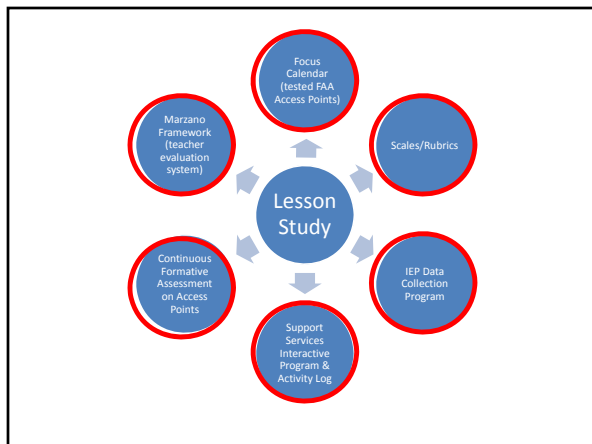 Focus
Calendar
(tested FAA
Access Points)
Marzano
Framework
(teacher
evaluation
system)
Scales/Rubrics
Lesson
Study
Continuous
Formative
Assessment
on Access
Points
IEP Data
Collection
Program
Support
Services
Interactive
Program &
Activity Log